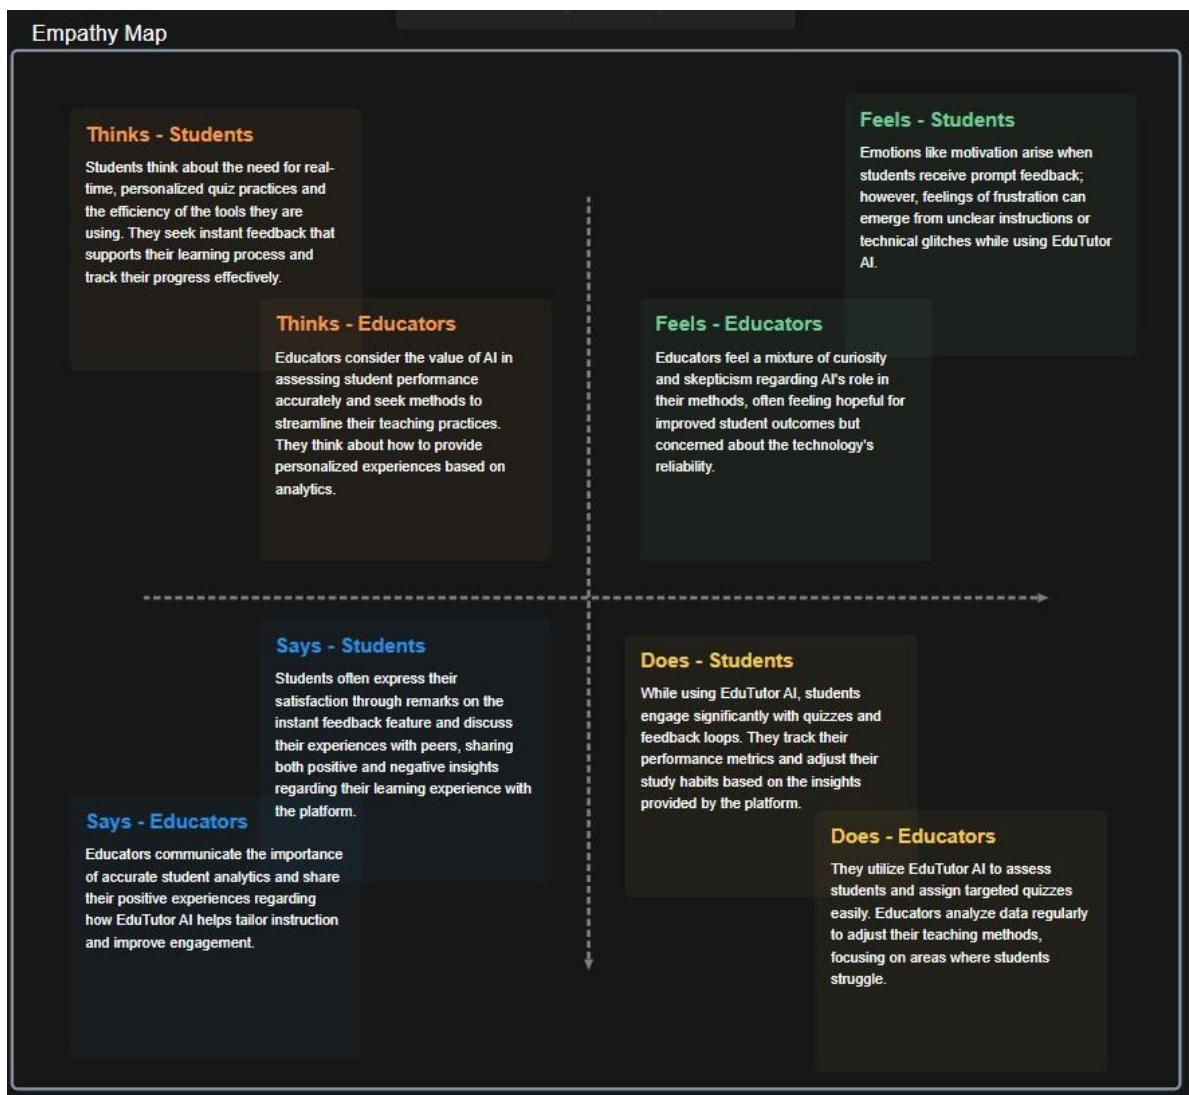 Empathy Map
Thinks - Students
Students think about the need for real-
time, personalized quiz practices and
the efficiency of the tools they are
using. They seek instant feedback that
supports their learning process and
track their progress effectively.
Thinks - Educators
Educators consider the value of AI in
assessing student performance
accurately and seek methods to
streamline their teaching practices.
They think about how to provide
personalized experiences based on
analytics.
Feels - Students
Emotions like motivation arise when
students receive prompt feedback;
however, feelings of frustration can
emerge from unclear instructions or
technical glitches while using EduTutor
AI.
Feels - Educators
Educators feel a mixture of curiosity
and skepticism regarding AI's role in
their methods, often feeling hopeful for
improved student outcomes but
concerned about the technology's
reliability.
Says - Students
Students often express their
satisfaction through remarks on the
instant feedback feature and discuss
their experiences with peers, sharing
both positive and negative insights
regarding their learning experience with
the platform.
Says - Educators
Educators communicate the importance
of accurate student analytics and share
their positive experiences regarding
how EduTutor AI helps tailor instruction
and improve engagement.
Does - Students
While using EduTutor AI, students
engage significantly with quizzes and
feedback loops. They track their
performance metrics and adjust their
study habits based on the insights
provided by the platform.
Does - Educators
They utilize EduTutor AI to assess
students and assign targeted quizzes
easily. Educators analyze data regularly
to adjust their teaching methods,
focusing on areas where students
struggle.